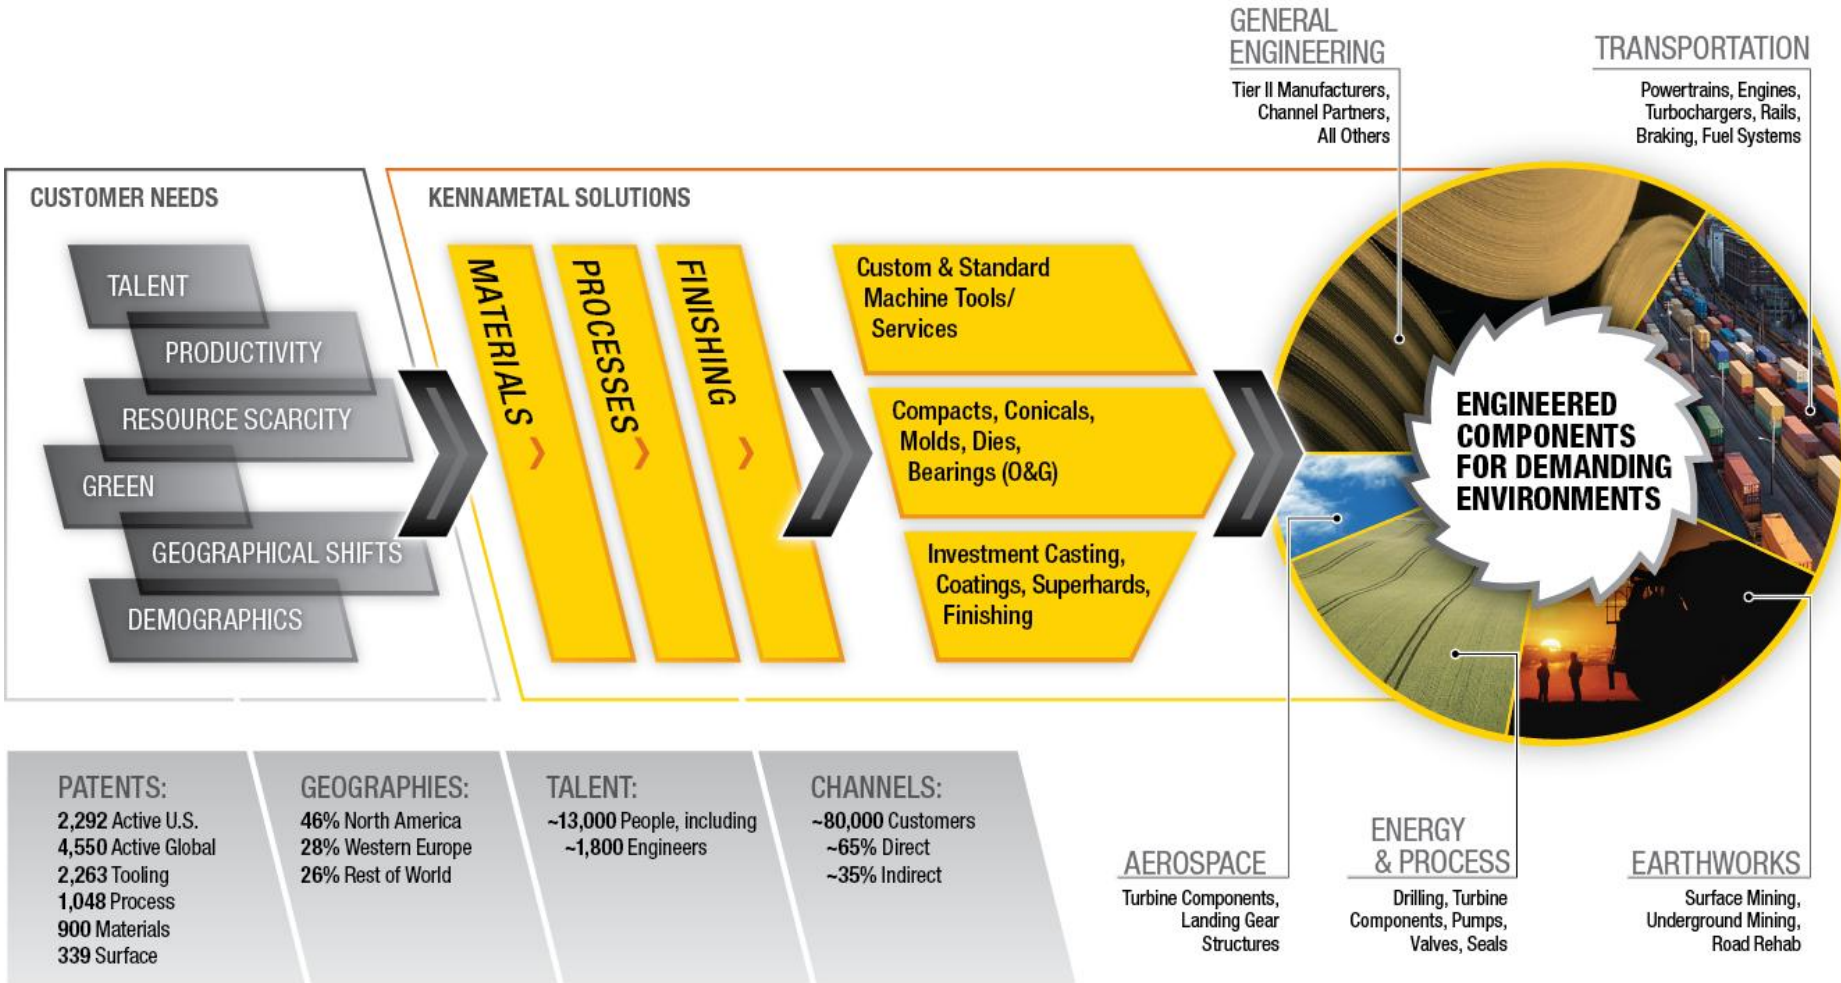 GENERAL
ENGINEERING
Tier II Manufacturers,
Channel Partners,
All Others
TRANSPORTATION
Powertrains, Engines,
Turbochargers, Rails,
Braking, Fuel Systems
CUSTOMER NEEDS
TALENT
PRODUCTIVITY
RESOURCE SCARCITY
GREEN
GEOGRAPHICAL SHIFTS
DEMOGRAPHICS
KENNAMETAL SOLUTIONS
MATERIALS
PROCESSES
FINISHING
Custom & Standard
Machine Tools/
Services
Compacts, Conicals,
Molds, Dies,
Bearings (O&G)
Investment Casting,
Coatings, Superhards,
Finishing
ENGINEERED
COMPONENTS
FOR DEMANDING
ENVIRONMENTS
PATENTS:
2,292 Active U.S.
4,550 Active Global
2,263 Tooling
1,048 Process
900 Materials
339 Surface
GEOGRAPHIES:
46% North America
28% Western Europe
26% Rest of World
TALENT:
~13,000 People, including
~1,800 Engineers
CHANNELS:
~80,000 Customers
~65% Direct
~35% Indirect
AEROSPACE
Turbine Components,
Landing Gear
Structures
ENERGY
& PROCESS
Drilling, Turbine
Components, Pumps,
Valves, Seals
EARTHWORKS
Surface Mining,
Underground Mining,
Road Rehab